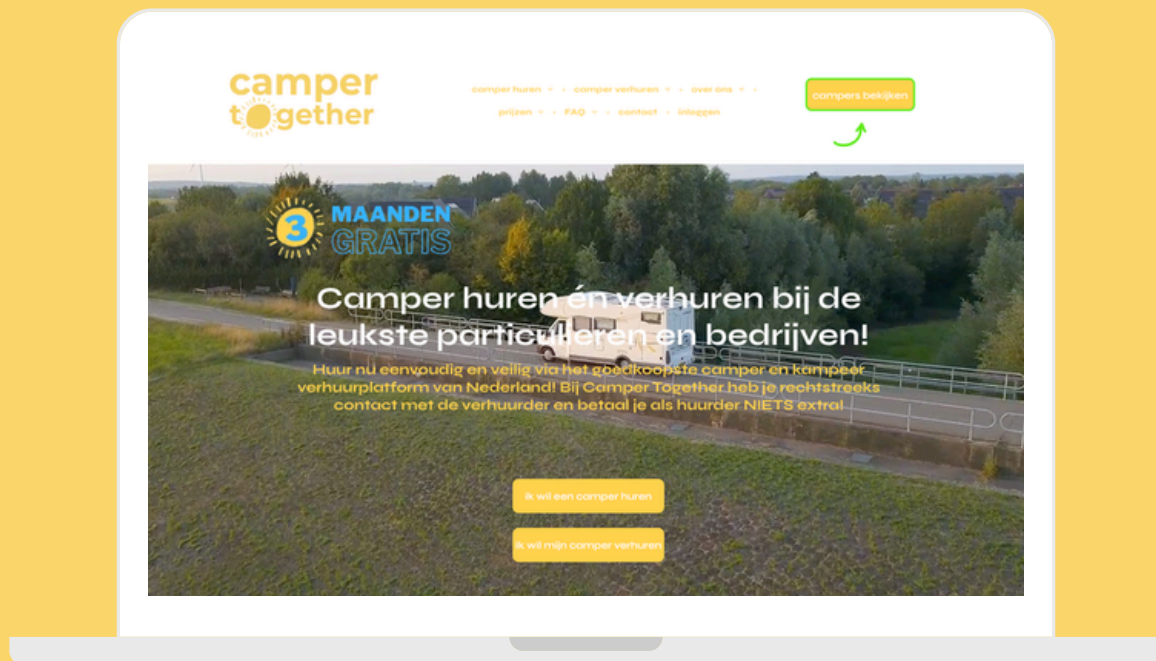 camper
together
camper huren • camper verhuren • over ons •
prijzen • FAQ • contact • inloggen
campers bekijken
3 MAANDEN
GRATIS
Camper huren én verhuren bij de
leukste particulieren en bedrijven!
Huur nu eenvoudig en veilig via het goedkoopste camper en kampeer
verhuurplatform van Nederland! Bij Camper Together heb je rechtstreeks
contact met de verhuurder en betaal je als huurder NIETS extra!
ik wil een camper huren
ik wil mijn camper verhuren